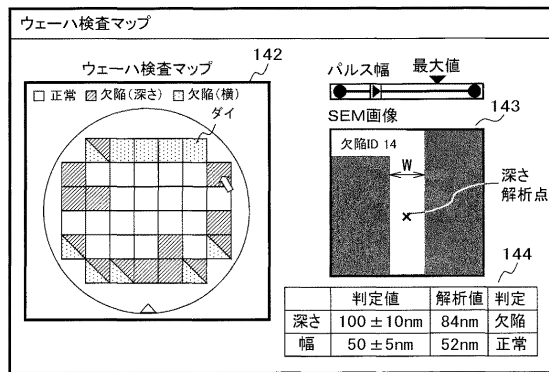 ウェーハ検査マップ
ウェーハ検査マップ
142
正常 欠陥(深さ) 欠陥(横)
ダイ
パルス幅 最大値
SEM画像
143
欠陥ID 14
W
深さ
解析点
144
判定値 解析値 判定
深さ 100±10nm 84nm 欠陥
幅 50±5nm 52nm 正常